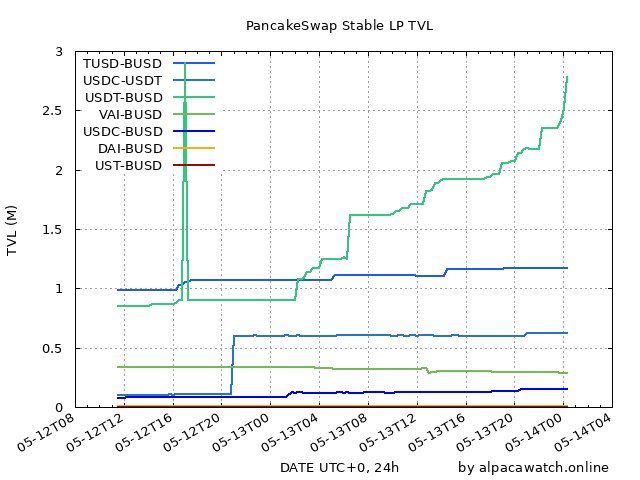 PancakeSwap Stable LP TVL
TVL (M)
3
2.5
2
1.5
1
0.5
0
TUSD-BUSD
USDC-USDT
USDT-BUSD
VAI-BUSD
USDC-BUSD
DAI-BUSD
UST-BUSD
05-12T08
05-12T12
05-12T16
05-12T20
05-13T00
05-13T04
05-13T08
05-13T12
05-13T16
05-13T20
05-14T00
05-14T04
DATE UTC+0, 24h
by alpacawatch.online